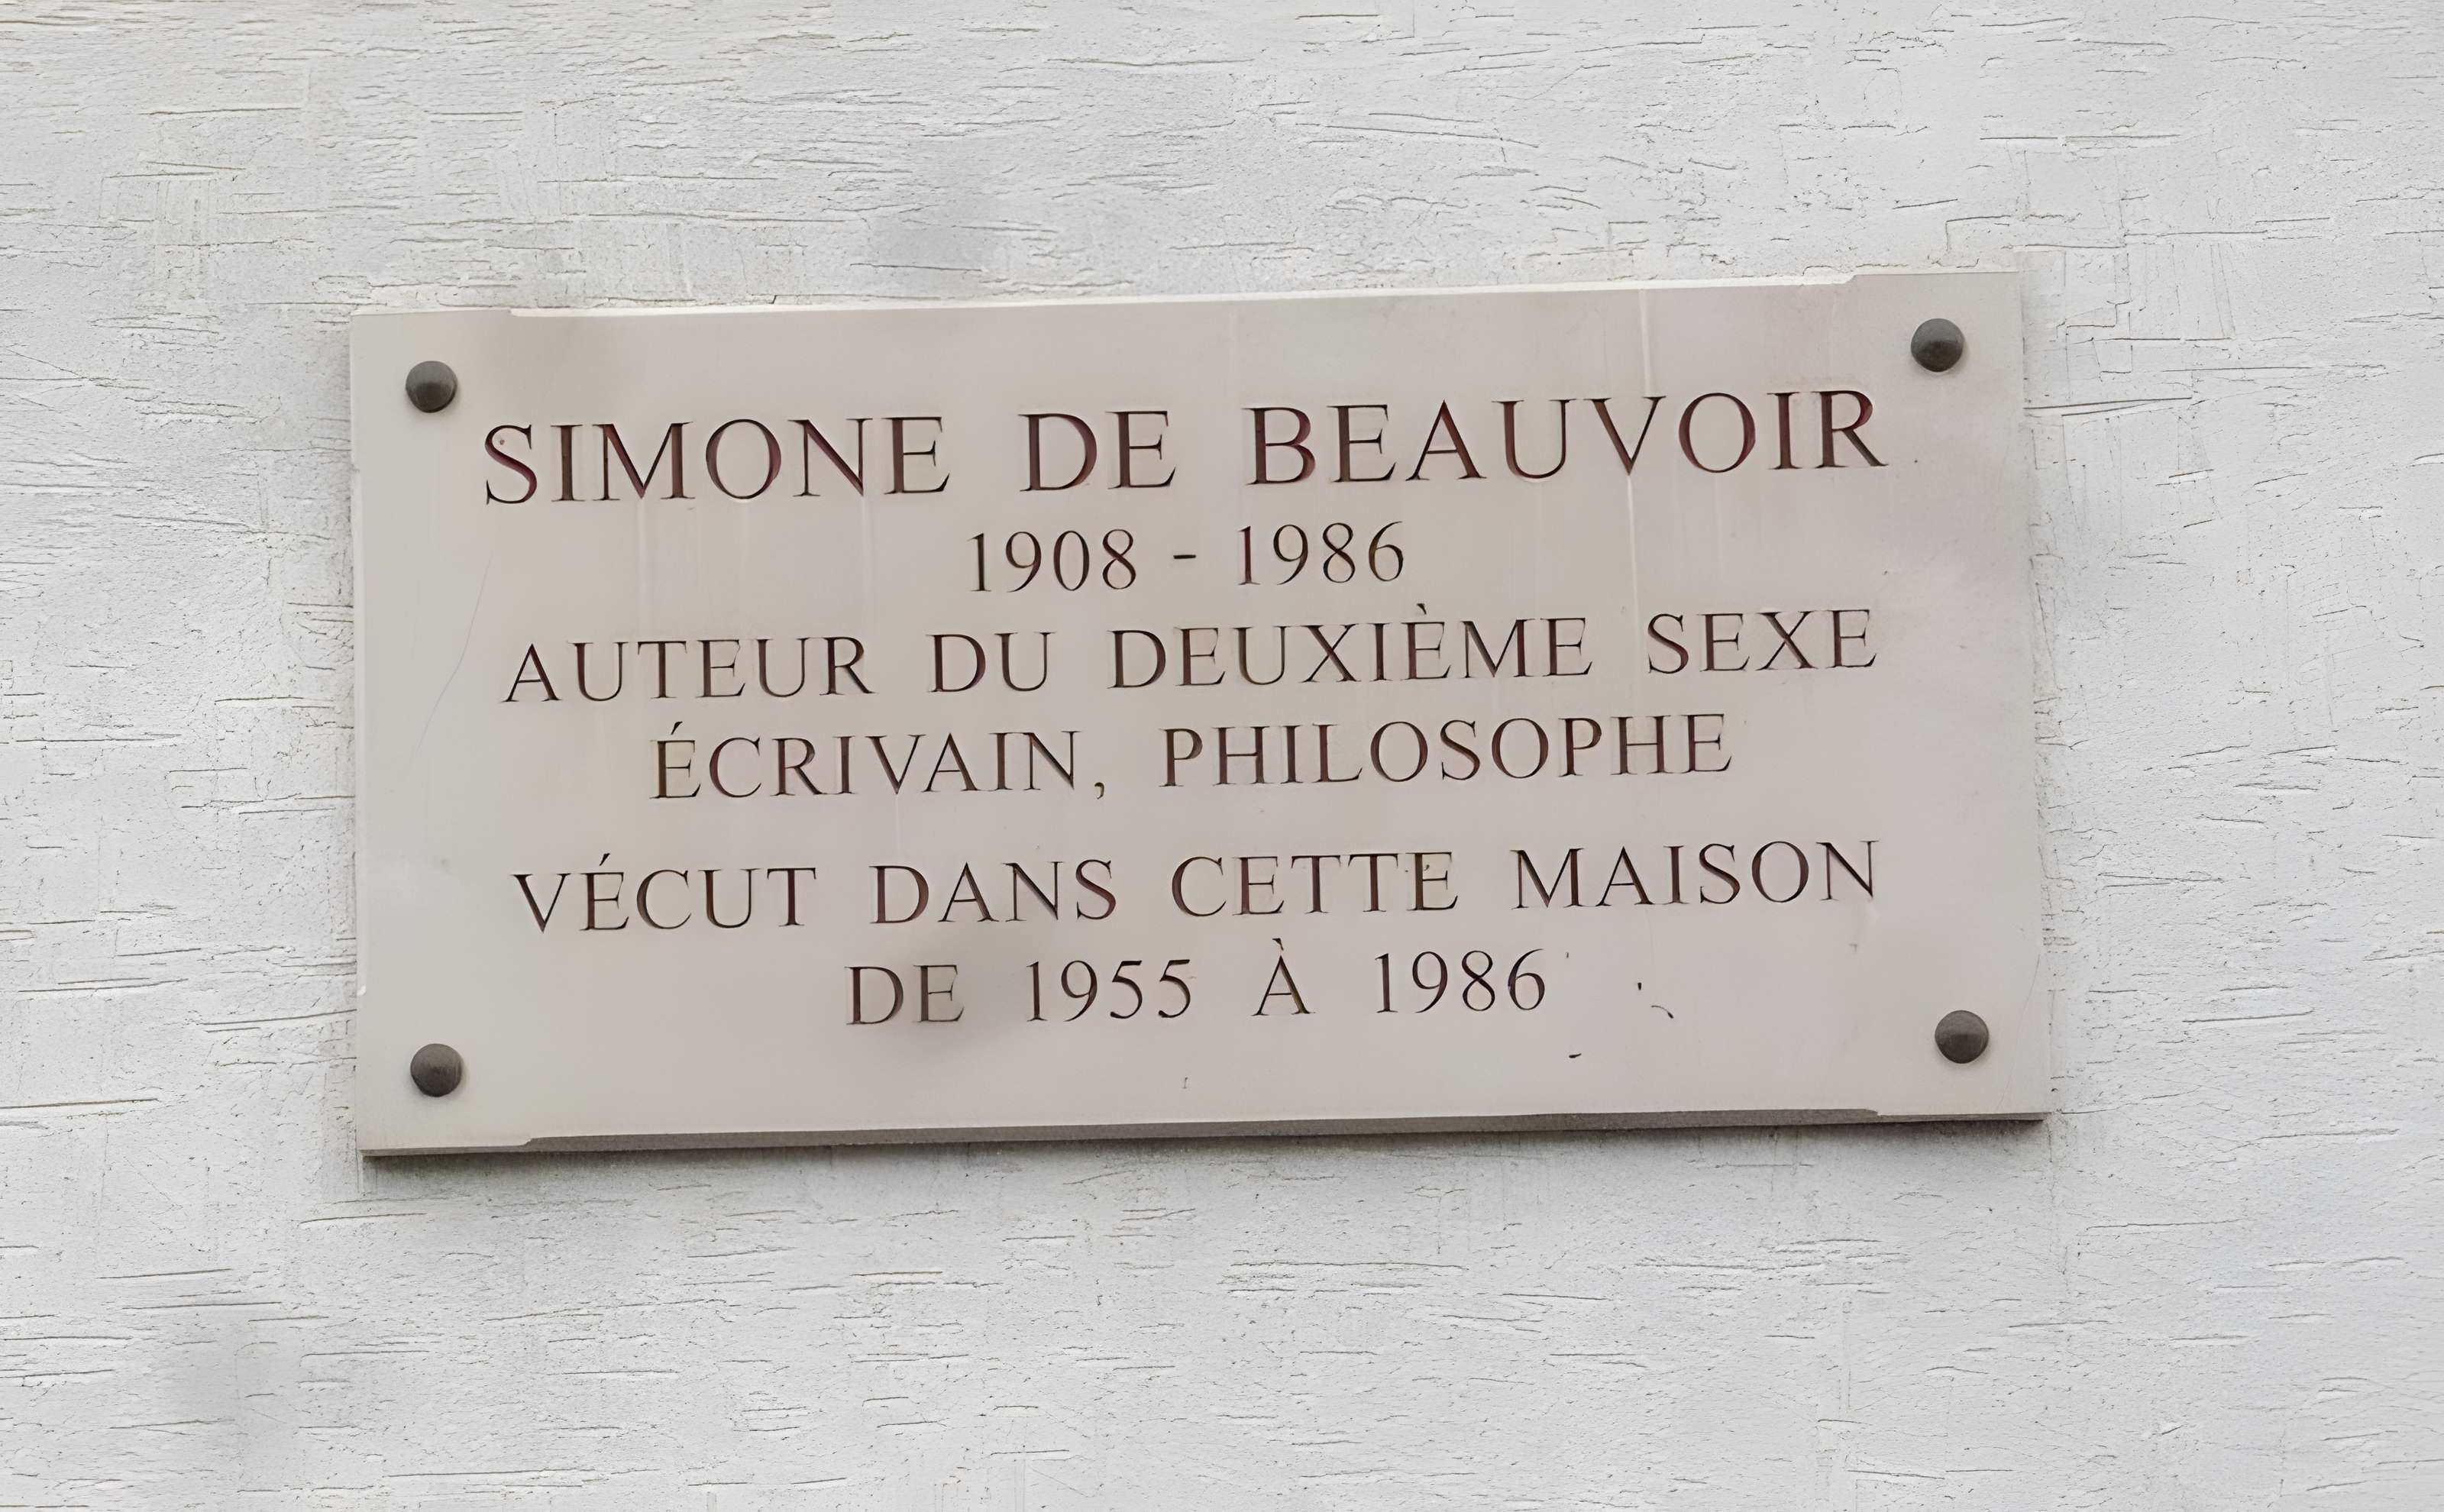 SIMONE DE BEAUVOIR
1908 - 1986
AUTEUR DU DEUXIÈME SEXE
ÉCRIVAIN, PHILOSOPHE
VÉCUT DANS CETTE MAISON
DE 1955 À 1986